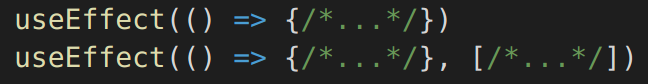 useEffect(() => {/*...*/})
useEffect(() => {/*...*/}, [/*...*/])